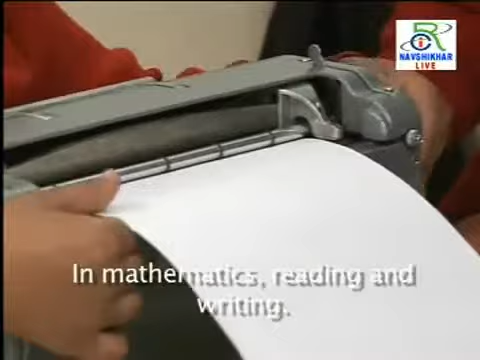 NAVSHIKHAR
LIVE
In mathematics, reading and
writing.